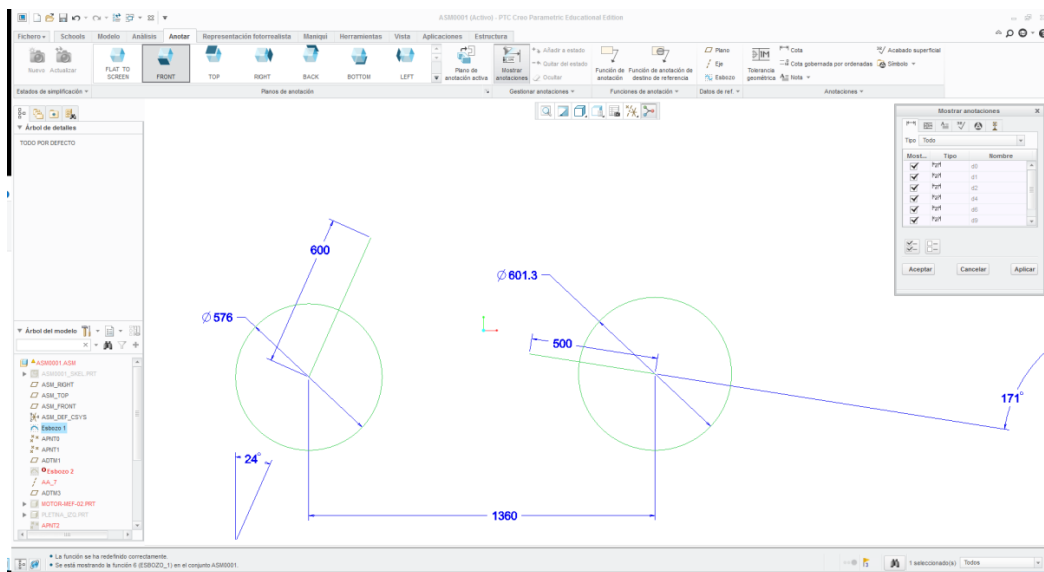 ASM0001 (Activo) - PTC Creo Parametric Educational Edition
Fichero Schools Modelo Análisis Anotar Representación fotorrealista Maniquí Herramientas Vista Aplicaciones Estructura
Nuevo Actualizar
FLAT TO SCREEN
FRONT
TOP
RIGHT
BACK
BOTTOM
LEFT
Plano de anotación activa
Mostrar anotaciones
Añadir a estado
Quitar del estado
Ocultar
Función de anotación
Función de anotación de destino de referencia
Plano
Eje
Esbozo
Tolerancia geométrica
Cota
Cota gobernada por ordenadas
Nota
Acabado superficial
Símbolo
Estados de simplificación
Planos de anotación
Gestionar anotaciones
Funciones de anotación
Datos de ref.
Anotaciones
Árbol de detalles
TODO POR DEFECTO
Mostrar anotaciones
Tipo Todo
Most... Tipo Nombre
d0
d1
d2
d4
Aceptar Cancelar Aplicar
600
Ø 601.3
Ø 576
500
171°
24°
1360
Árbol del modelo
ASM0001.ASM
ASM0001_SKEL.PRT
ASM_RIGHT
ASM_TOP
ASM_FRONT
ASM_DEF_CSYS
Esbozo 1
APNT0
APNT1
ADTM1
Esbozo 2
AA_7
ADTM3
MOTOR-MEF-02.PRT
APNT2
La función se ha redefinido correctamente.
Se está mostrando la función 6 (ESBOZO_1) en el conjunto ASM0001.
1 seleccionado(s) Todos